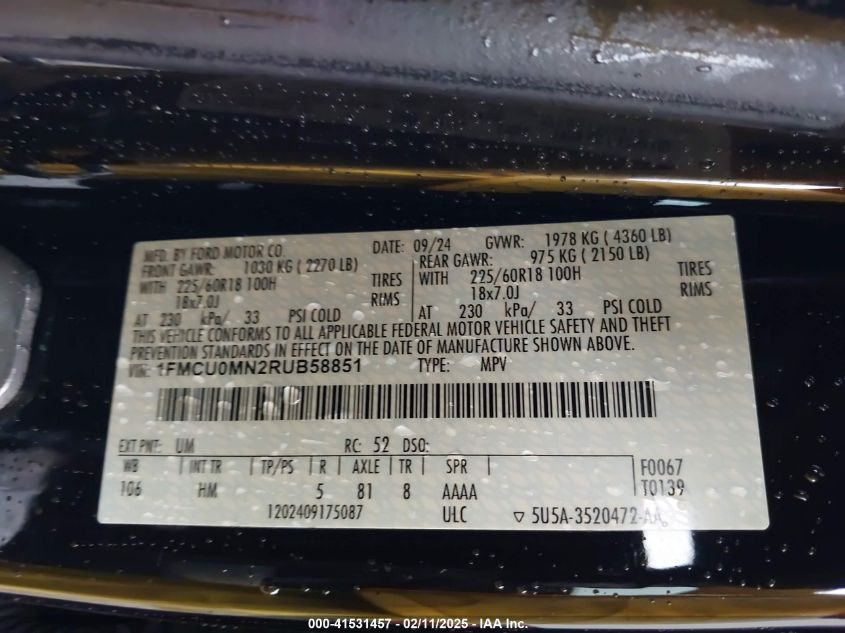 MFD. BY FORD MOTOR CO. DATE: 09/24 GVWR: 1978 KG ( 4360 LB)
FRONT GAWR: 1030 KG ( 2270 LB) REAR GAWR: 975 KG ( 2150 LB)
WITH 225/60R18 100H TIRES WITH 225/60R18 100H TIRES
18x7.0J RIMS 18x7.0J RIMS
AT 230 kPa/ 33 PSI COLD AT 230 kPa/ 33 PSI COLD
THIS VEHICLE CONFORMS TO ALL APPLICABLE FEDERAL MOTOR VEHICLE SAFETY AND THEFT
PREVENTION STANDARDS IN EFFECT ON THE DATE OF MANUFACTURE SHOWN ABOVE.
VIN: 1FMCU0MN2RUB58851 TYPE: MPV
EXT PNT: UM RC: 52 DSO:
WB INT TR TP/PS R AXLE TR SPR F0067
106 HM 5 81 8 AAAA T0139
1202409175087 ULC ▽ 5U5A-3520472-AA
000-41531457 - 02/11/2025 - IAA Inc.